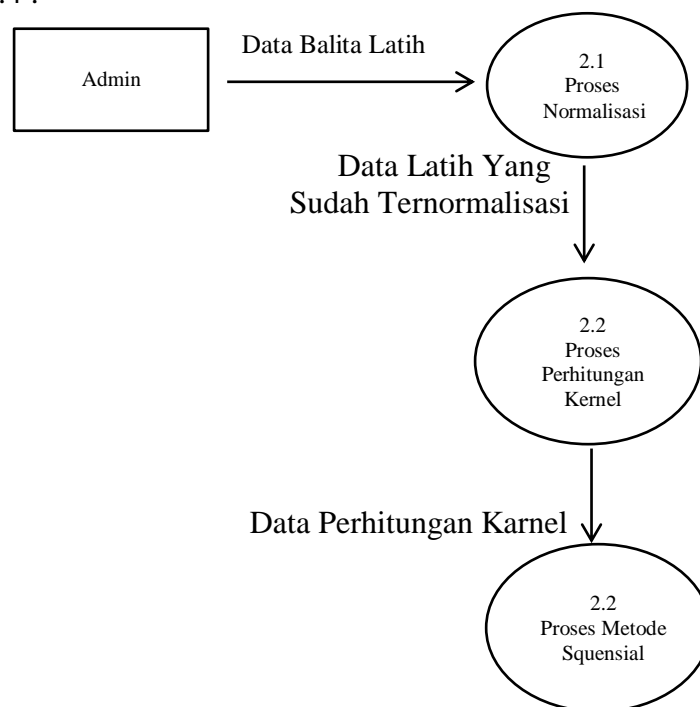 Data Balita Latih
Admin
2.1
Proses
Normalisasi
Data Latih Yang
Sudah Ternormalisasi
2.2
Proses
Perhitungan
Kernel
Data Perhitungan Karnel
2.2
Proses Metode
Squensial